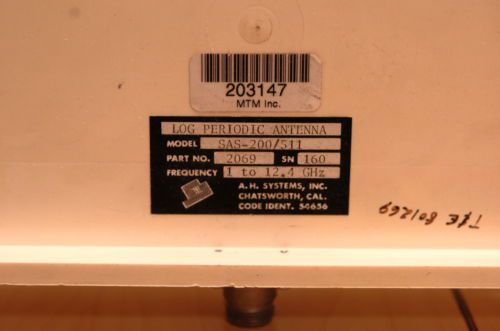 203147
MTM Inc.
LOG PERIODIC ANTENNA
MODEL SAS-200/511
PART NO. 2069 SN 160
FREQUENCY 1 to 12.4 GHz
A.H. SYSTEMS, INC.
CHATSWORTH, CAL.
CODE IDENT. 54656
T&E 801269